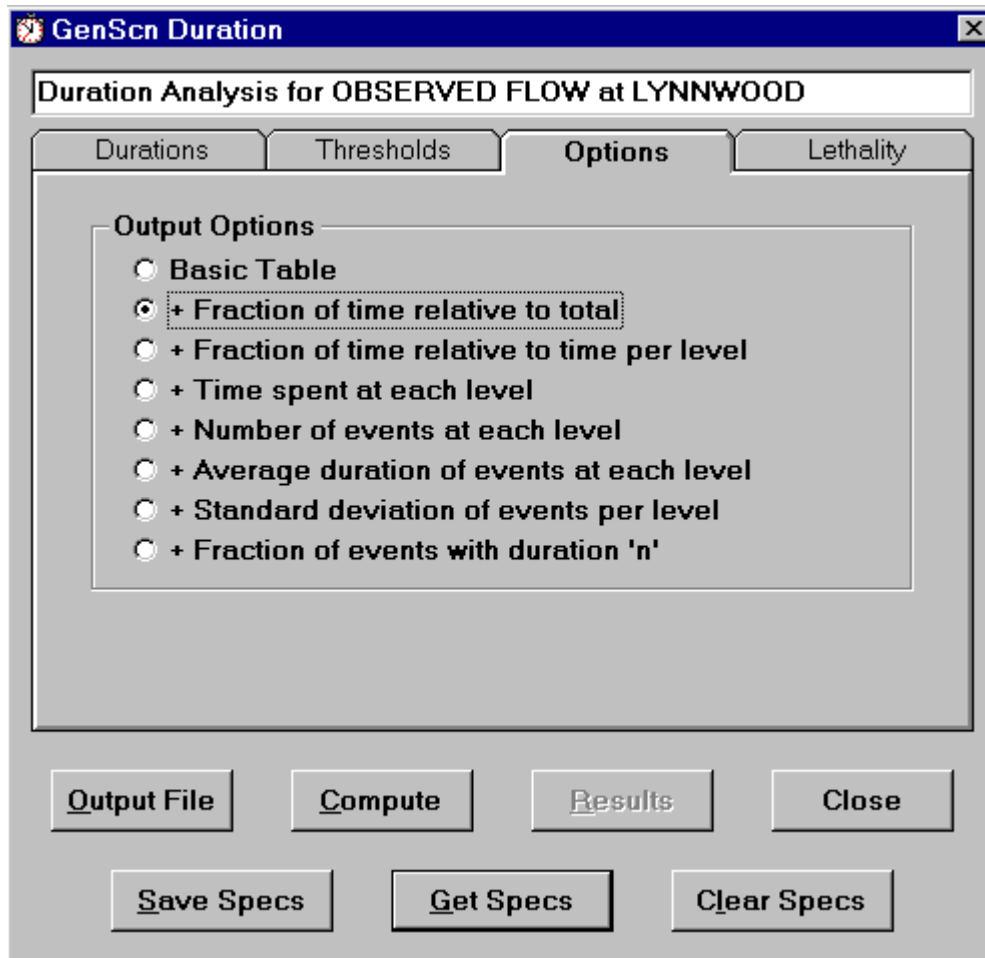 GenScn Duration
Duration Analysis for OBSERVED FLOW at LYNNWOOD
Durations Thresholds Options Lethality
Output Options
Basic Table
+ Fraction of time relative to total
+ Fraction of time relative to time per level
+ Time spent at each level
+ Number of events at each level
+ Average duration of events at each level
+ Standard deviation of events per level
+ Fraction of events with duration 'n'
Output File Compute Results Close
Save Specs Get Specs Clear Specs